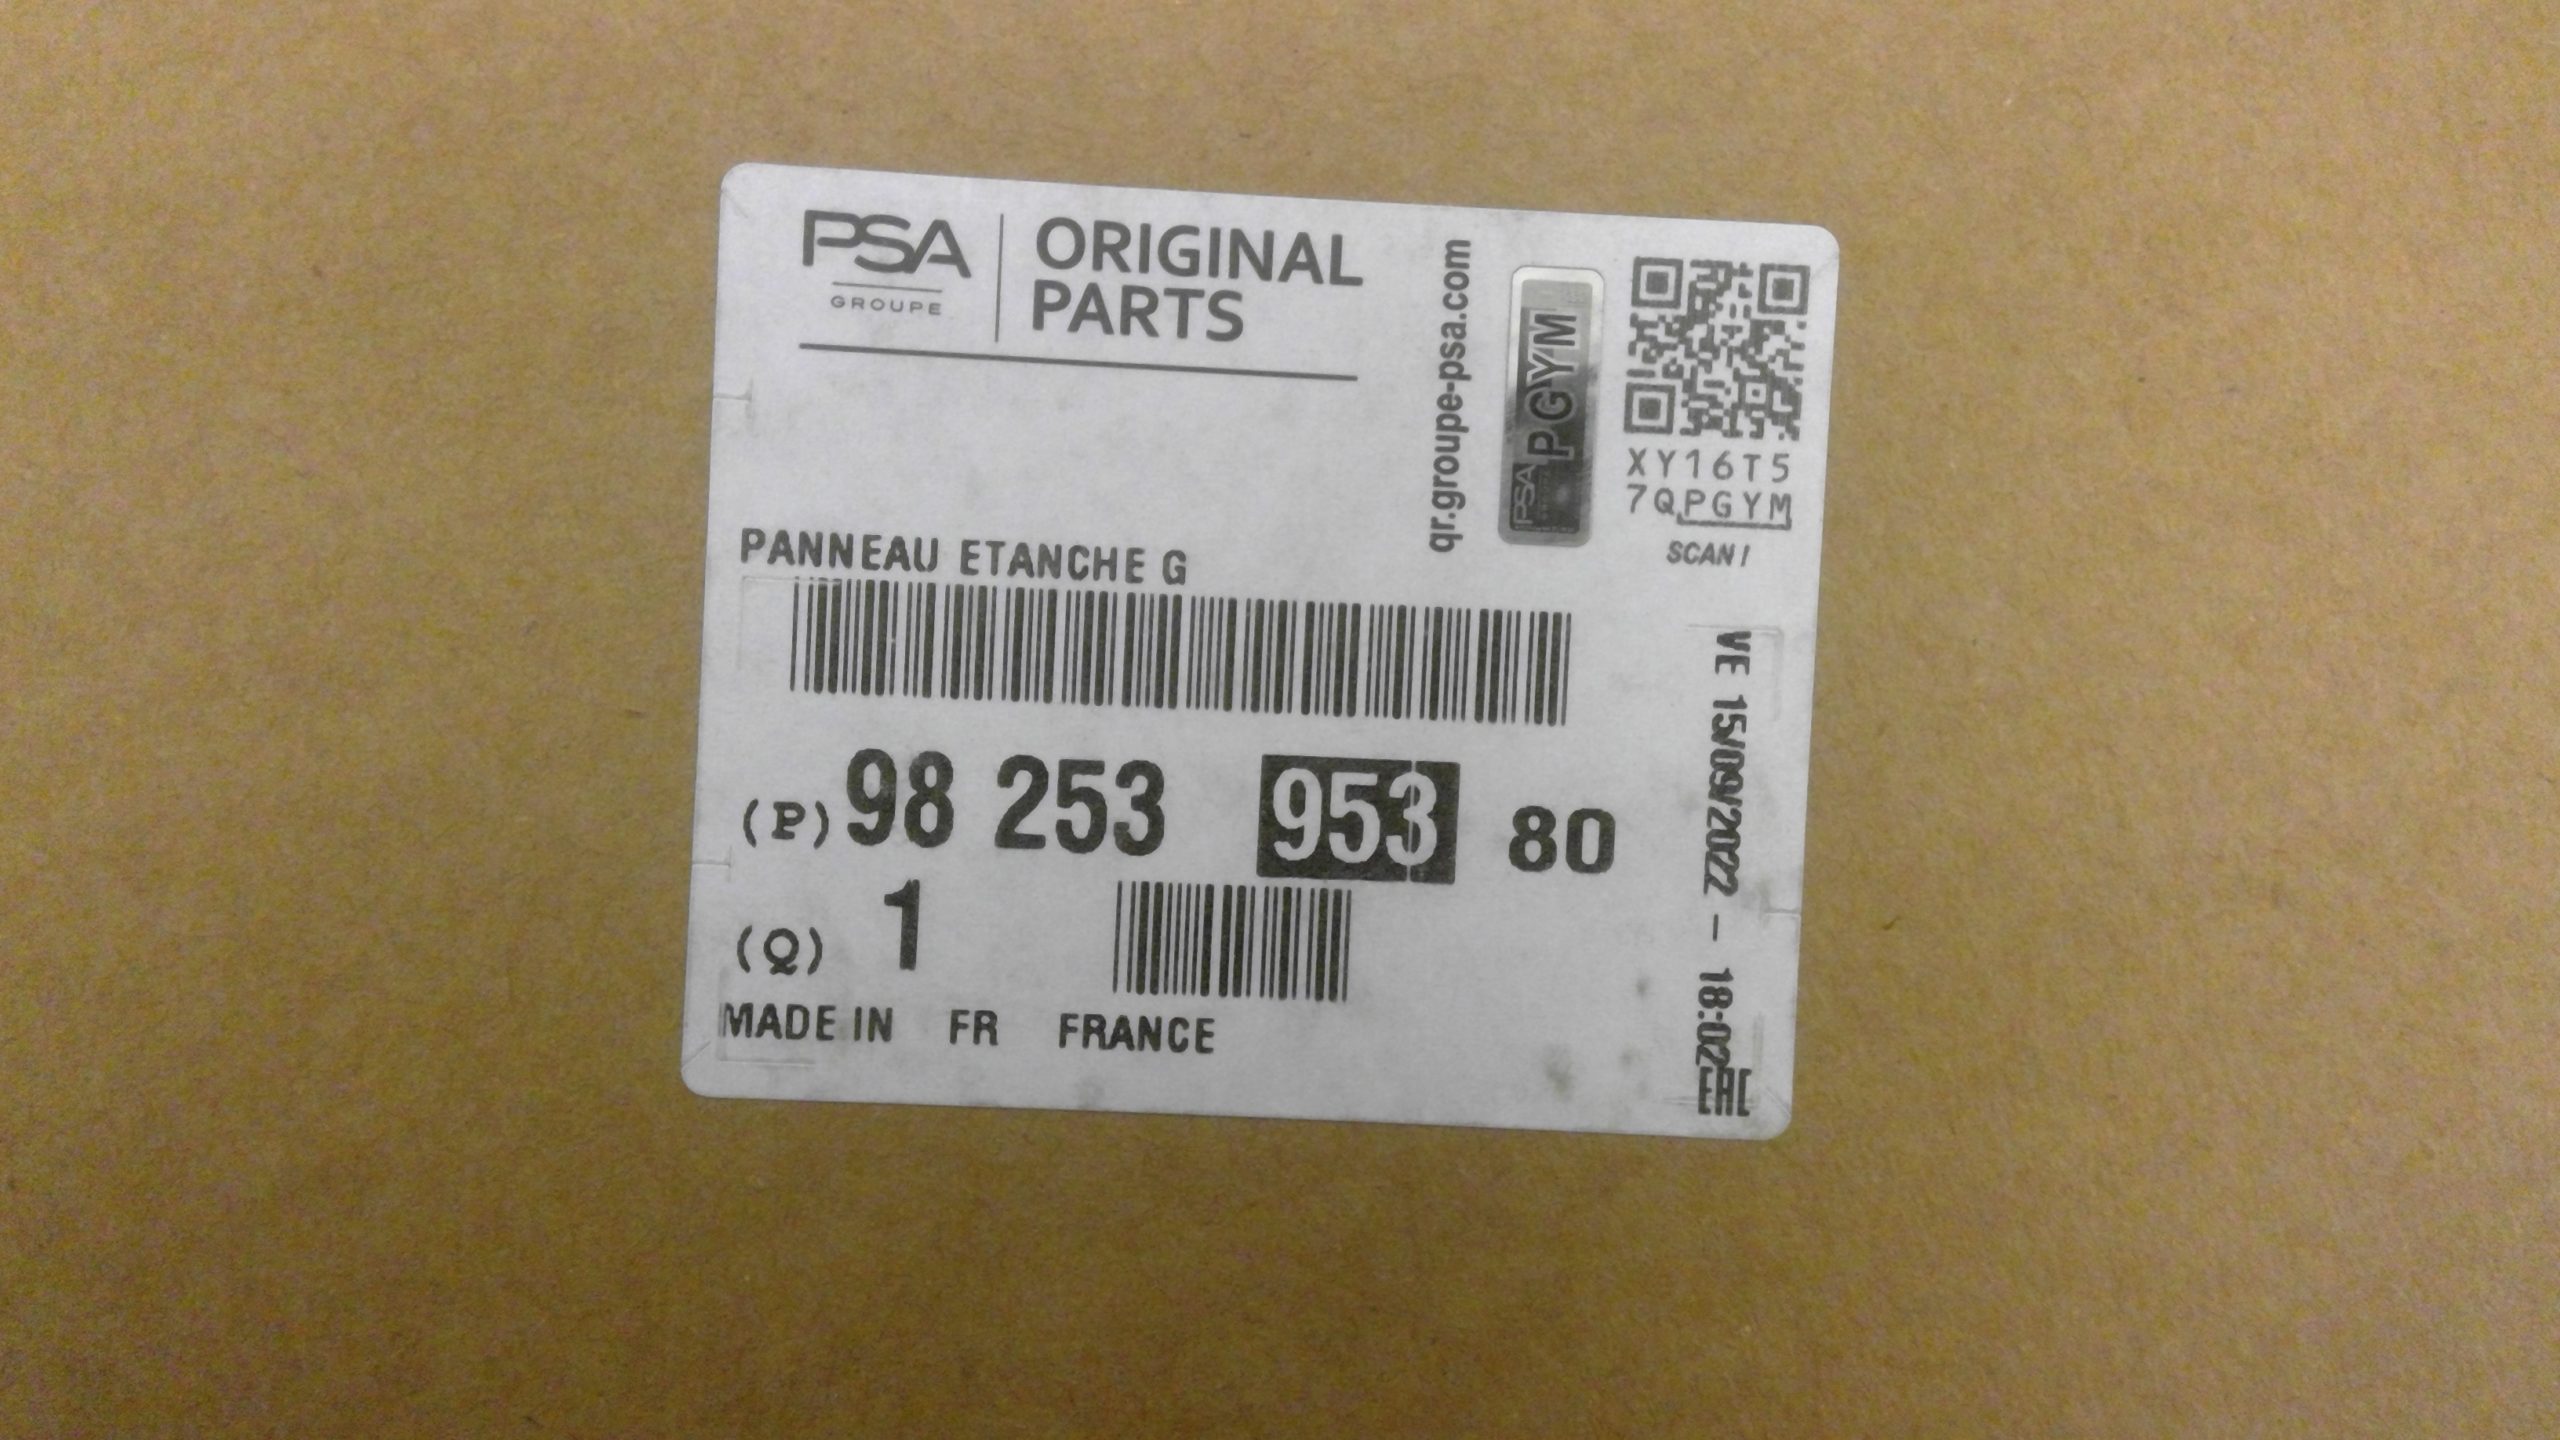 PSA
GROUPE
ORIGINAL
PARTS
qr.groupe-psa.com
PSA PGYM
XY16T5
7QPGYM
SCAN!
PANNEAU ETANCHE G
(P) 98 253 953 80
(Q) 1
MADE IN FR FRANCE
VE 15/09/2022 - 18:02
EAC